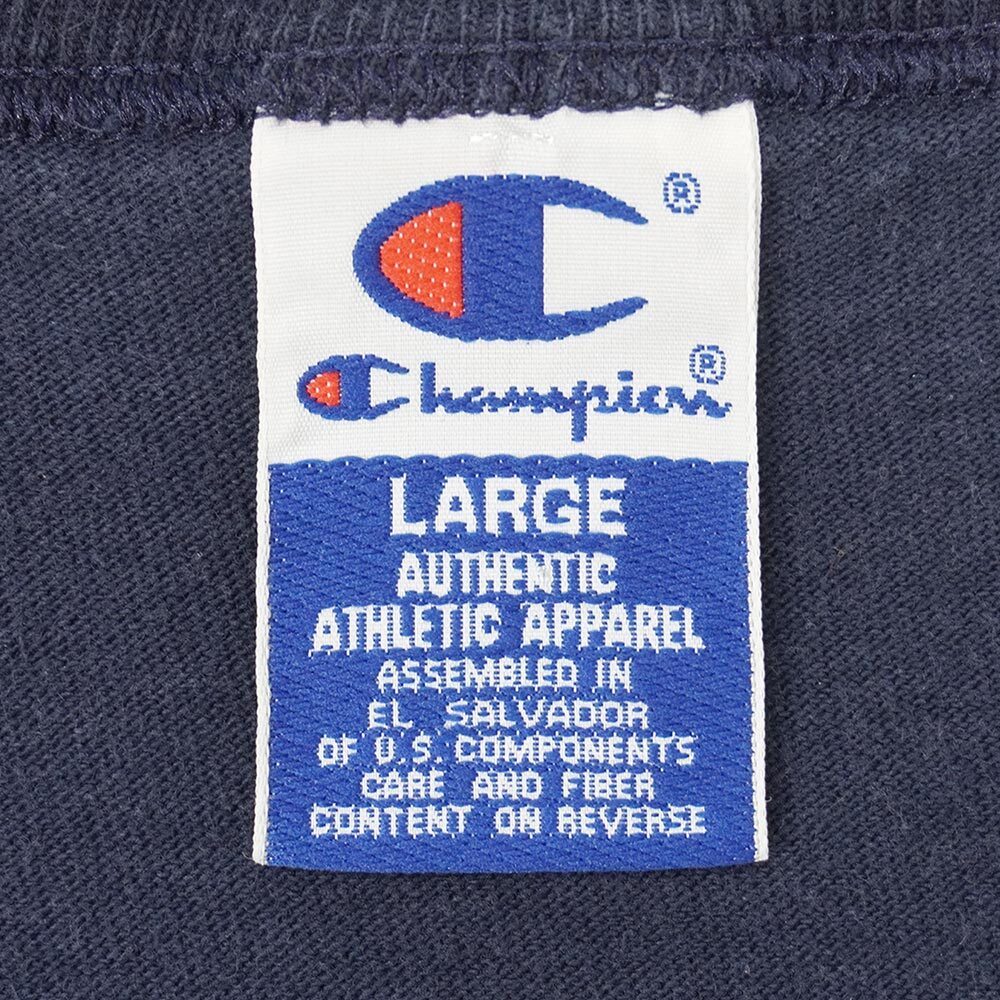 ®
Champion®
LARGE
AUTHENTIC
ATHLETIC APPAREL
ASSEMBLED IN
EL SALVADOR
OF U.S. COMPONENTS
CARE AND FIBER
CONTENT ON REVERSE